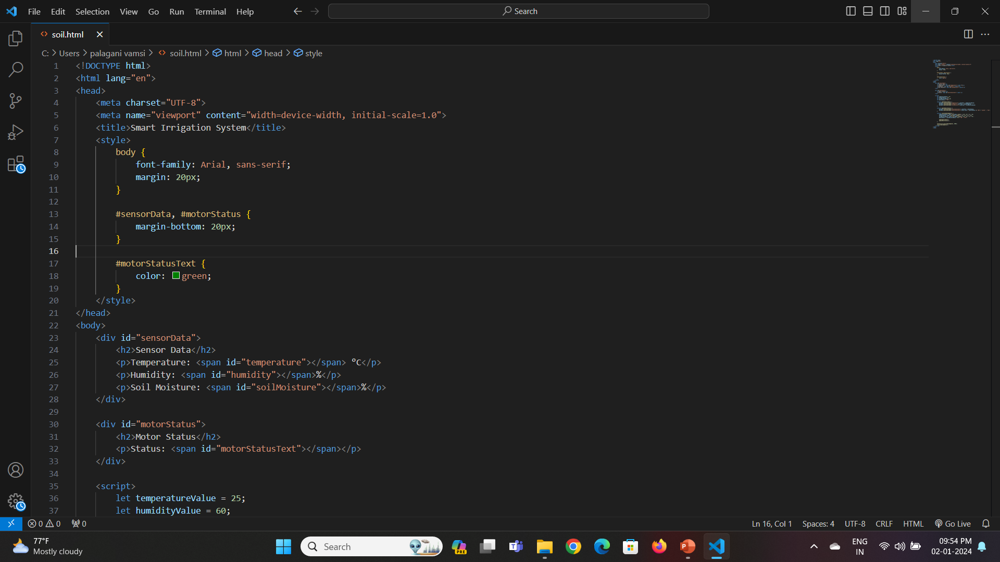 File Edit Selection View Go Run Terminal Help
Search
soil.html
C: > Users > palagani vamsi > soil.html > html > head > style
1 <!DOCTYPE html>
2 <html lang="en">
3 <head>
4 <meta charset="UTF-8">
5 <meta name="viewport" content="width=device-width, initial-scale=1.0">
6 <title>Smart Irrigation System</title>
7 <style>
8 body {
9 font-family: Arial, sans-serif;
10 margin: 20px;
11 }
12
13 #sensorData, #motorStatus {
14 margin-bottom: 20px;
15 }
16
17 #motorStatusText {
18 color: green;
19 }
20 </style>
21 </head>
22 <body>
23 <div id="sensorData">
24 <h2>Sensor Data</h2>
25 <p>Temperature: <span id="temperature"></span> °C</p>
26 <p>Humidity: <span id="humidity"></span>%</p>
27 <p>Soil Moisture: <span id="soilMoisture"></span>%</p>
28 </div>
29
30 <div id="motorStatus">
31 <h2>Motor Status</h2>
32 <p>Status: <span id="motorStatusText"></span></p>
33 </div>
34
35 <script>
36 let temperatureValue = 25;
37 let humidityValue = 60;
0 0 0
Ln 16, Col 1 Spaces: 4 UTF-8 CRLF HTML Go Live
77°F
Mostly cloudy
Search
PRE
ENG
IN
09:54 PM
02-01-2024